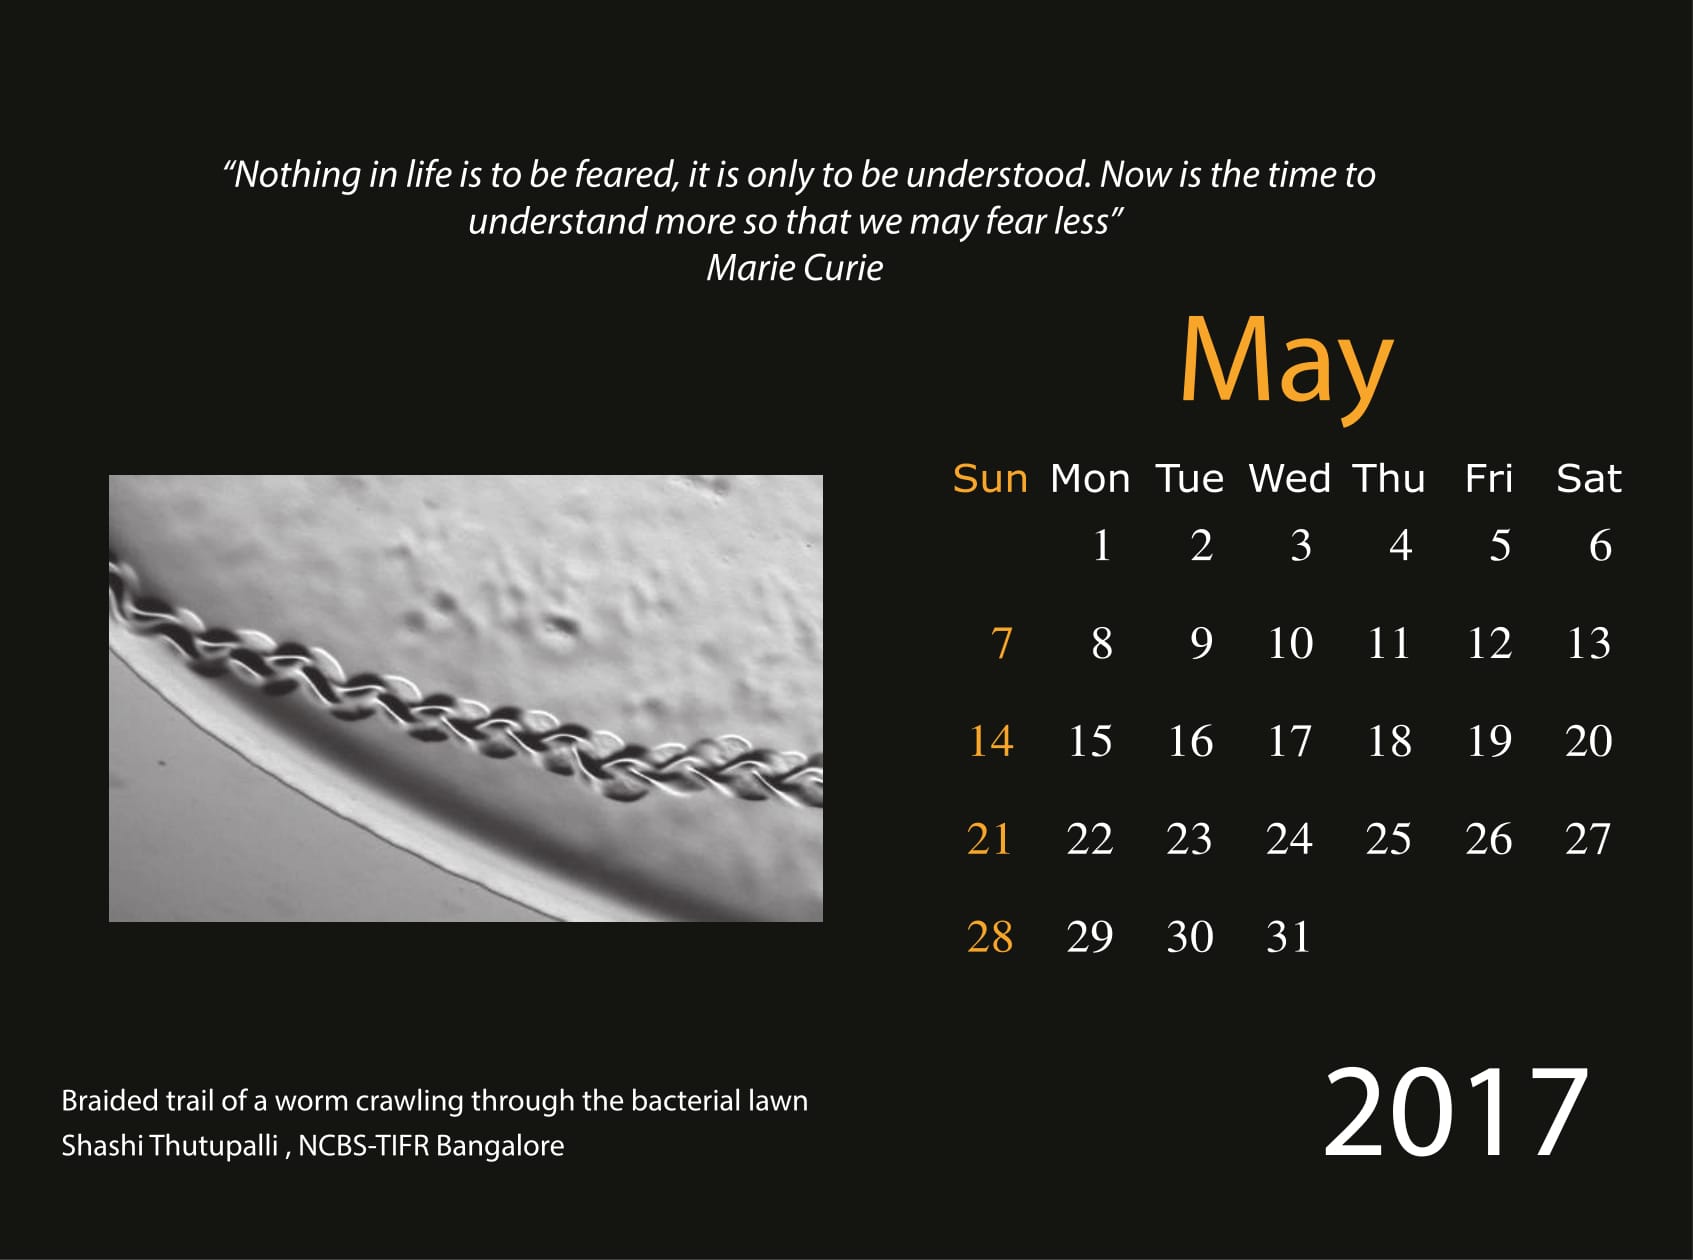 “Nothing in life is to be feared, it is only to be understood. Now is the time to
understand more so that we may fear less”
Marie Curie
May
Sun Mon Tue Wed Thu Fri Sat
1 2 3 4 5 6
7 8 9 10 11 12 13
14 15 16 17 18 19 20
21 22 23 24 25 26 27
28 29 30 31
Braided trail of a worm crawling through the bacterial lawn
Shashi Thutupalli , NCBS-TIFR Bangalore
2017